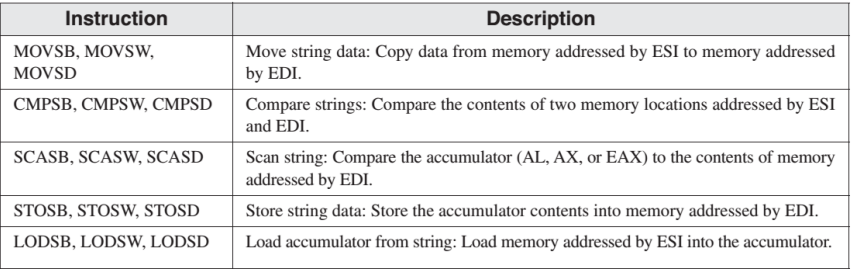 Instruction Description
MOVSB, MOVSW, Move string data: Copy data from memory addressed by ESI to memory addressed
MOVSD by EDI.
CMPSB, CMPSW, CMPSD Compare strings: Compare the contents of two memory locations addressed by ESI
and EDI.
SCASB, SCASW, SCASD Scan string: Compare the accumulator (AL, AX, or EAX) to the contents of memory
addressed by EDI.
STOSB, STOSW, STOSD Store string data: Store the accumulator contents into memory addressed by EDI.
LODSB, LODSW, LODSD Load accumulator from string: Load memory addressed by ESI into the accumulator.